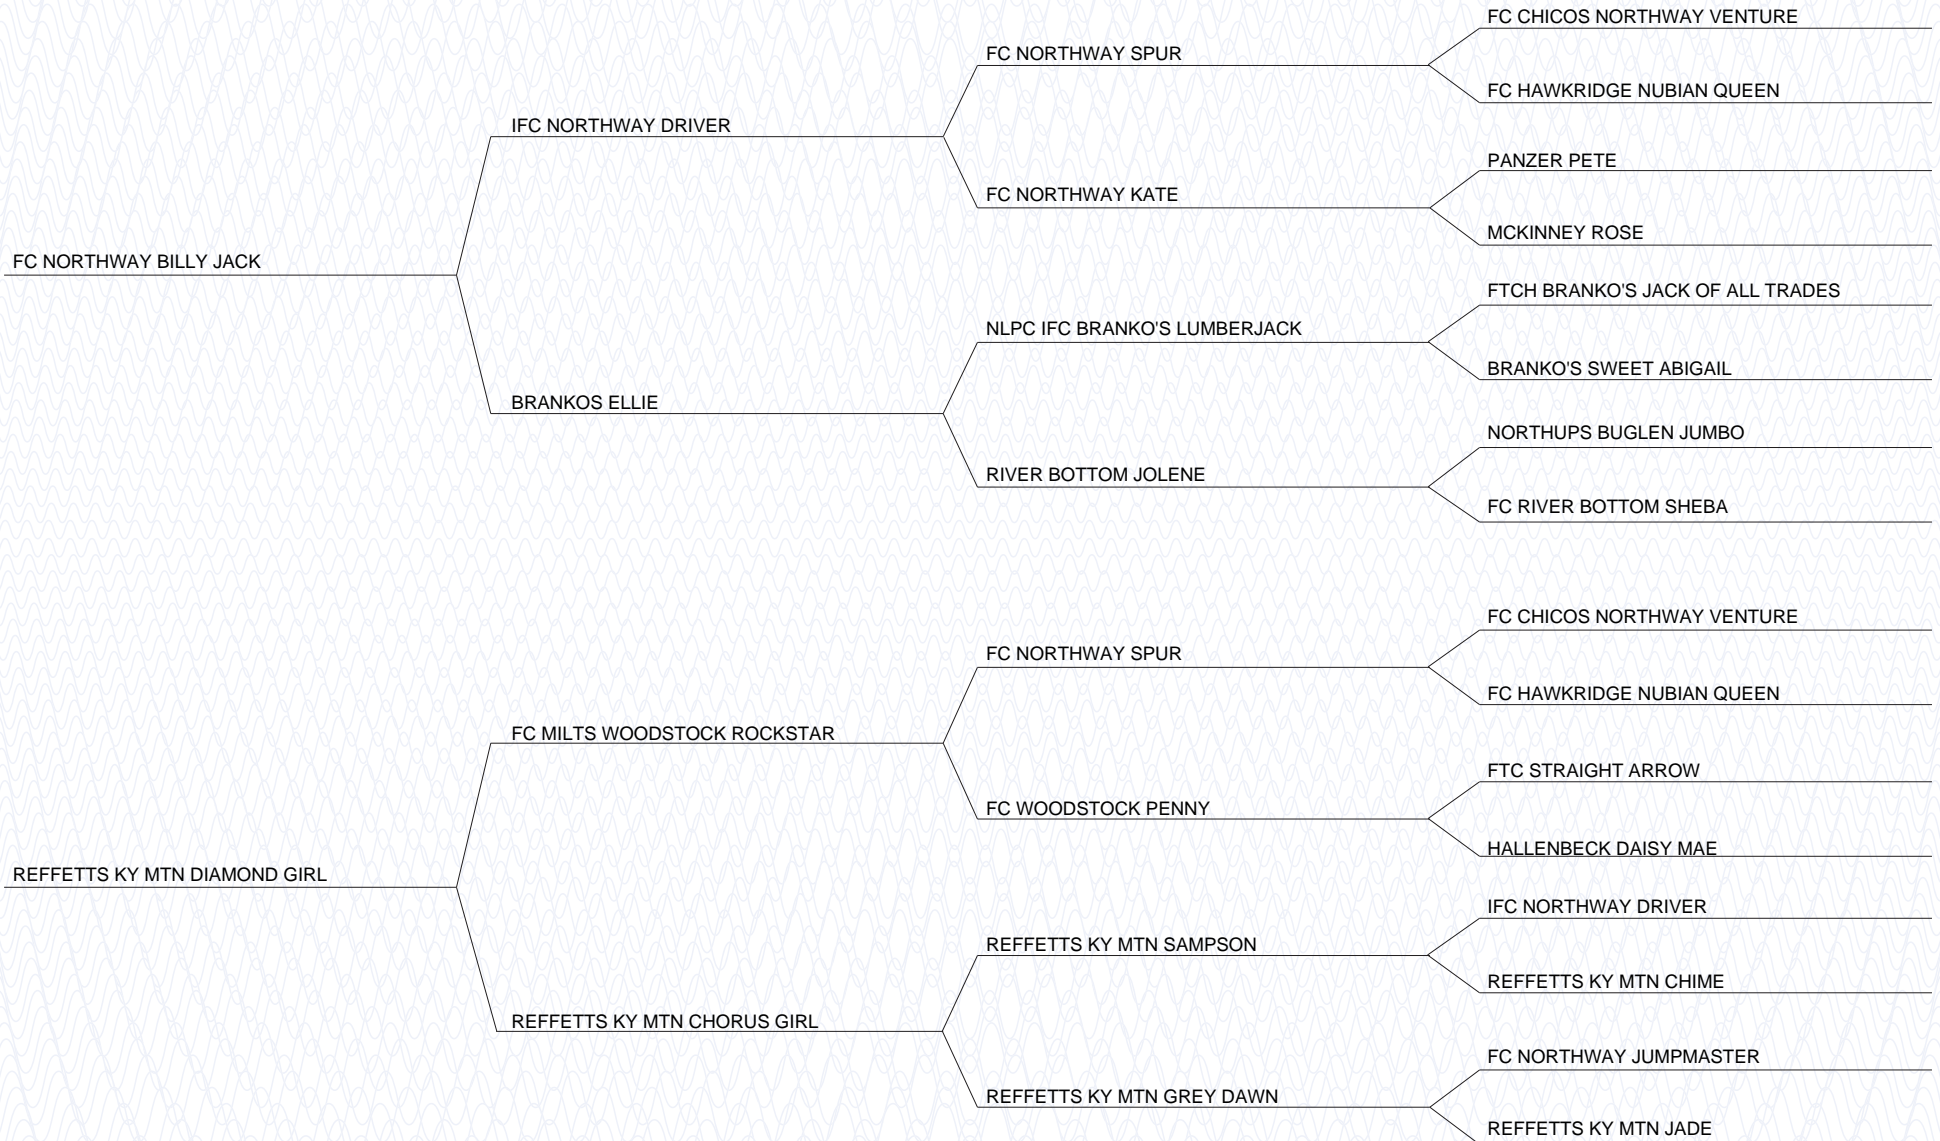 FC CHICOS NORTHWAY VENTURE
FC NORTHWAY SPUR
FC HAWKRIDGE NUBIAN QUEEN
IFC NORTHWAY DRIVER
PANZER PETE
FC NORTHWAY KATE
MCKINNEY ROSE
FC NORTHWAY BILLY JACK
FTCH BRANKO'S JACK OF ALL TRADES
NLPC IFC BRANKO'S LUMBERJACK
BRANKO'S SWEET ABIGAIL
BRANKOS ELLIE
NORTHUPS BUGLEN JUMBO
RIVER BOTTOM JOLENE
FC RIVER BOTTOM SHEBA
FC CHICOS NORTHWAY VENTURE
FC NORTHWAY SPUR
FC HAWKRIDGE NUBIAN QUEEN
FC MILTS WOODSTOCK ROCKSTAR
FTC STRAIGHT ARROW
FC WOODSTOCK PENNY
HALLENBECK DAISY MAE
REFFETTS KY MTN DIAMOND GIRL
IFC NORTHWAY DRIVER
REFFETTS KY MTN SAMPSON
REFFETTS KY MTN CHIME
REFFETTS KY MTN CHORUS GIRL
FC NORTHWAY JUMPMASTER
REFFETTS KY MTN GREY DAWN
REFFETTS KY MTN JADE